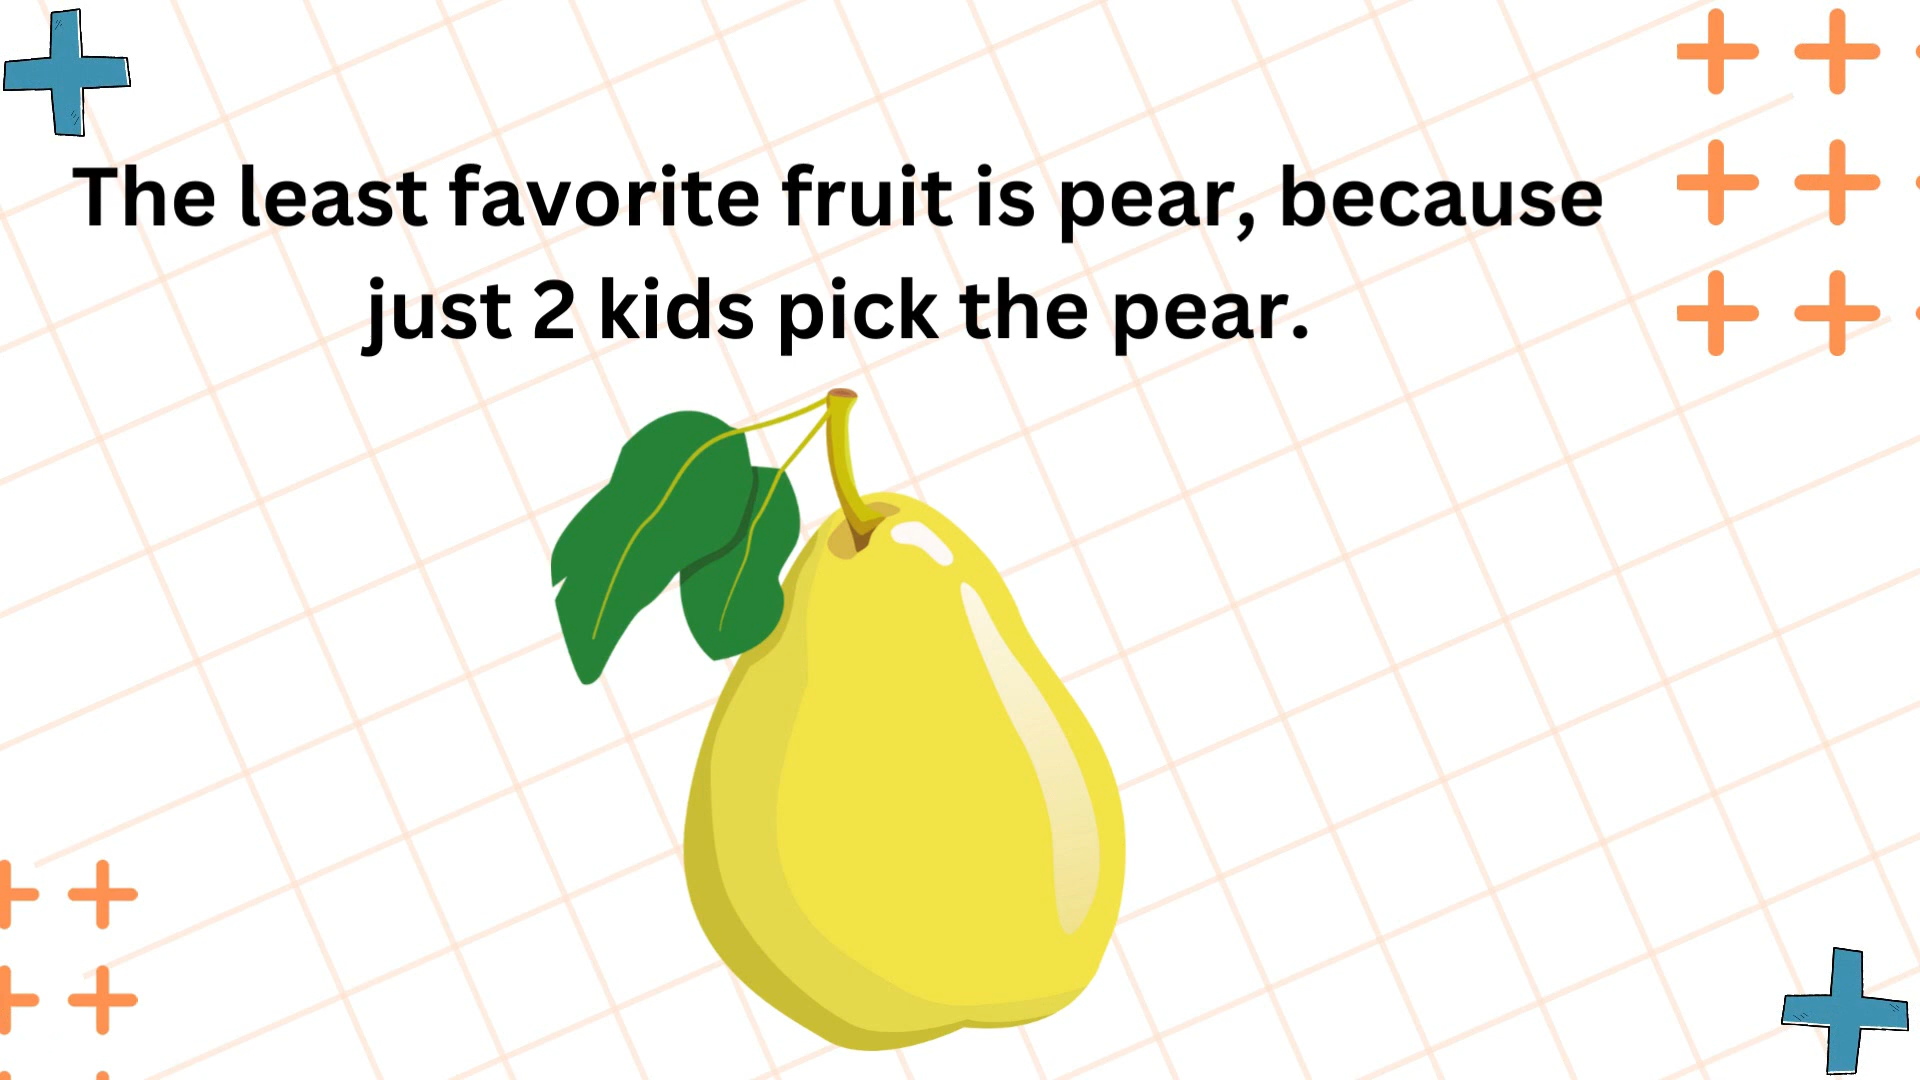 The least favorite fruit is pear, because
just 2 kids pick the pear.